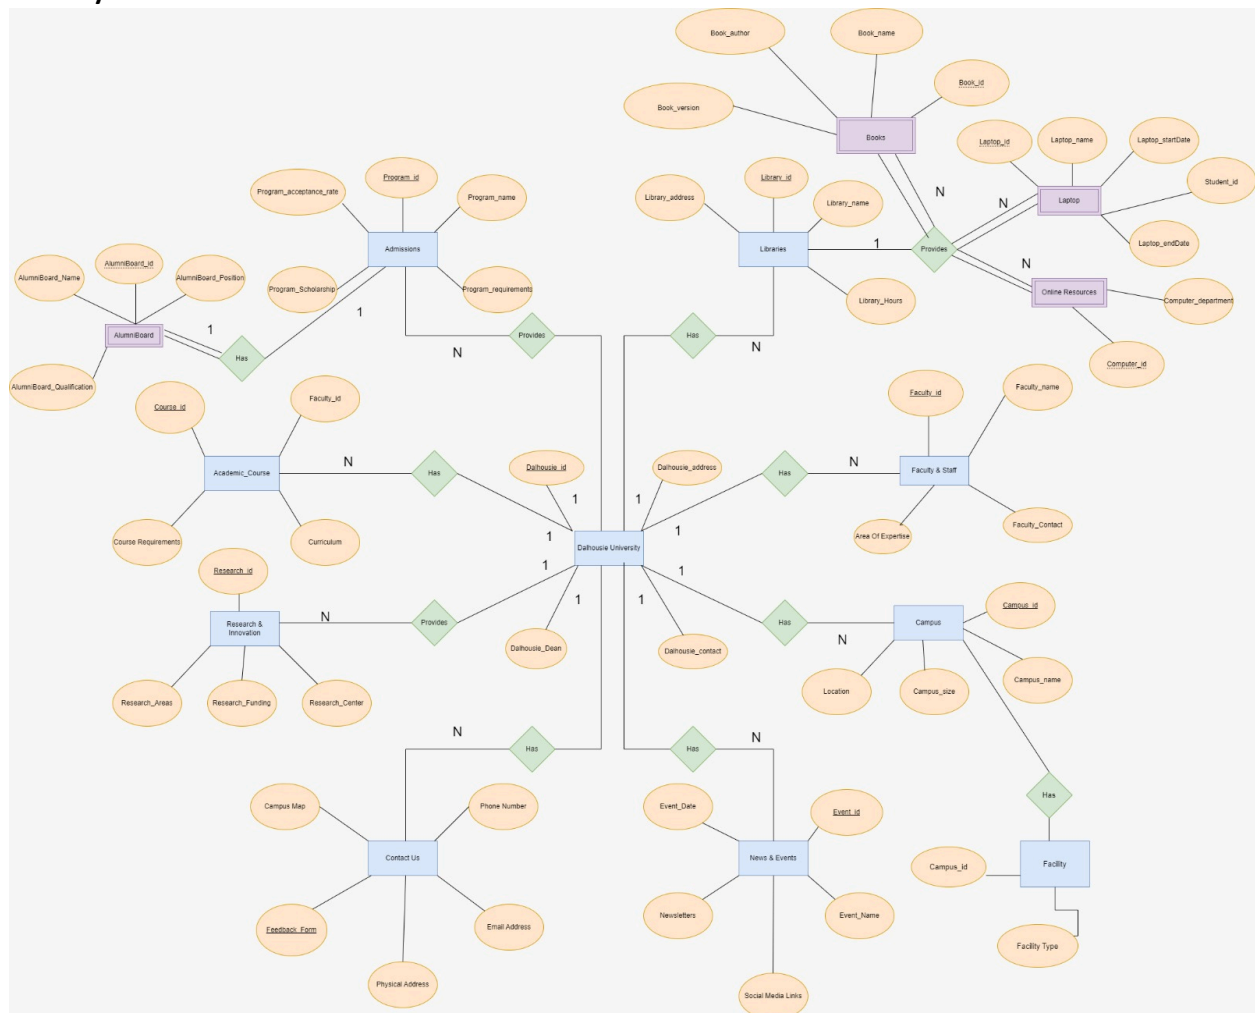 Book_author
Book_name
Book_id
Book_version
Books
Laptop_id
Laptop_name
Laptop_startDate
Student_id
Laptop
Laptop_endDate
N
N
N
1
Provides
Online Resources
Computer_department
Computer_id
Library_address
Library_id
Library_name
Libraries
Library_Hours
Has
N
Program_acceptance_rate
Program_id
Program_name
Admissions
Program_Scholarship
Program_requirements
Provides
N
AlumniBoard_Name
AlumniBoard_id
AlumniBoard_Position
AlumniBoard
AlumniBoard_Qualification
1
1
Has
Course_id
Faculty_id
Academic_Course
Course Requirements
Curriculum
N
Has
Dalhousie_id
Dalhousie_address
1
1
1
1
Dalhousie University
1
1
1
1
Dalhousie_Dean
Dalhousie_contact
Faculty_id
Faculty_name
Has
N
Faculty & Staff
Area Of Expertise
Faculty_Contact
Research_id
Research &
Innovation
N
Provides
Research_Areas
Research_Funding
Research_Center
Has
N
Campus
Campus_id
Location
Campus_size
Campus_name
Has
Facility
Campus_id
Facility Type
N
Has
Campus Map
Phone Number
Contact Us
Feedback_Form
Email Address
Physical Address
Has
N
Event_Date
Event_id
News & Events
Newsletters
Event_Name
Social Media Links